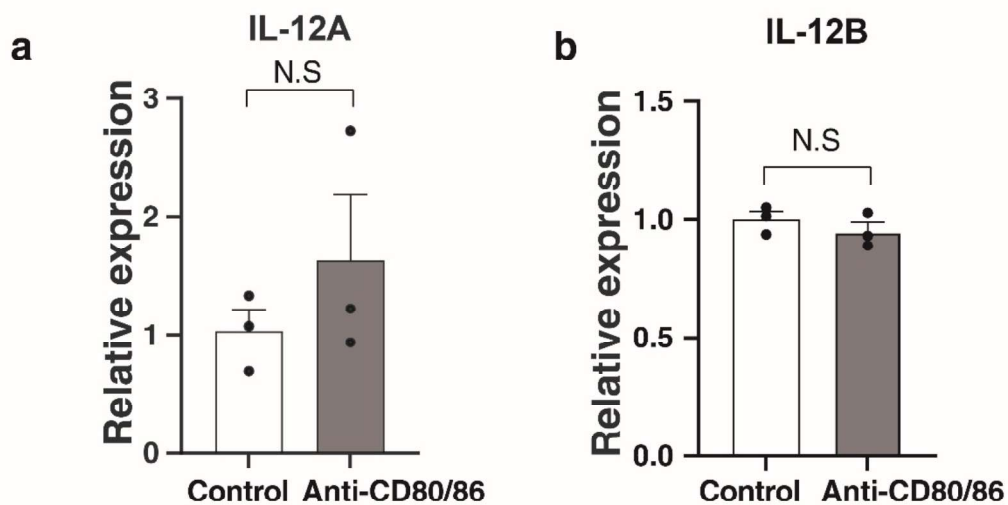 a
IL-12A
N.S
Relative expression
3
2
1
0
Control Anti-CD80/86
b
IL-12B
N.S
Relative expression
1.5
1.0
0.5
0.0
Control Anti-CD80/86